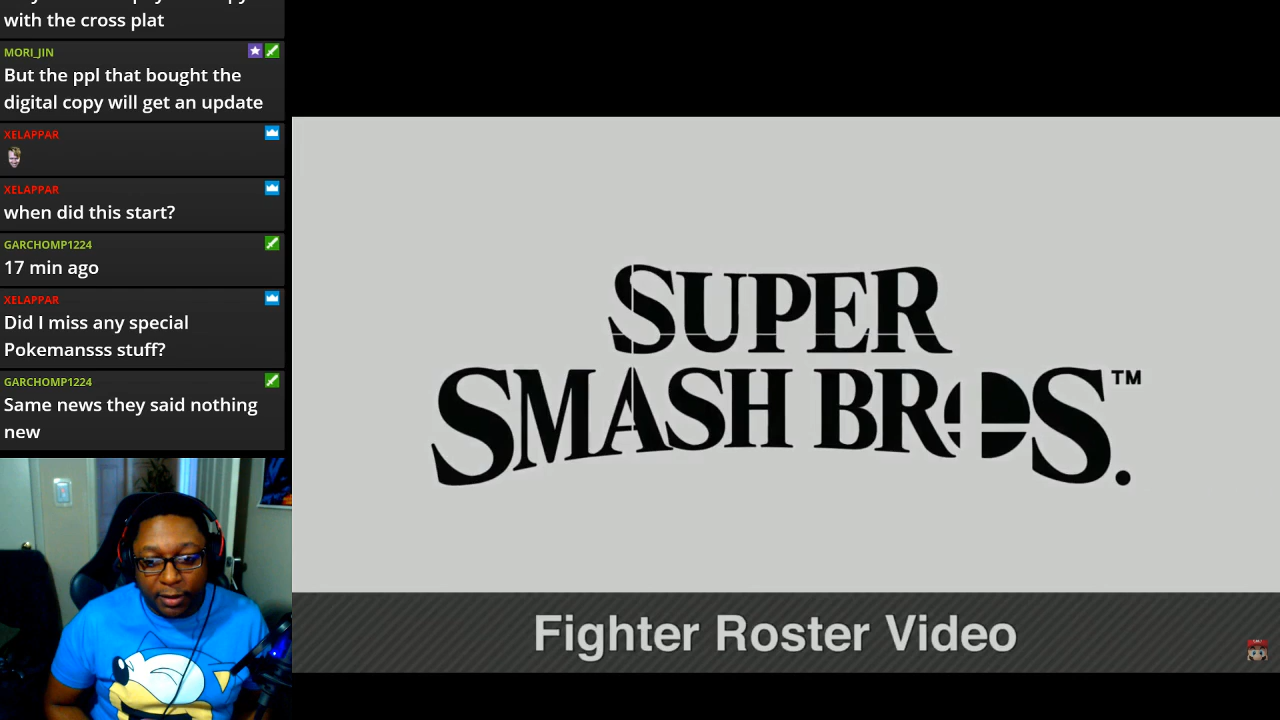 with the cross plat
MORI_JIN
But the ppl that bought the
digital copy will get an update
XELAPPAR
XELAPPAR
when did this start?
GARCHOMP1224
17 min ago
XELAPPAR
Did I miss any special
Pokemansss stuff?
GARCHOMP1224
Same news they said nothing
new
SUPER
SMASH BROS.™
Fighter Roster Video